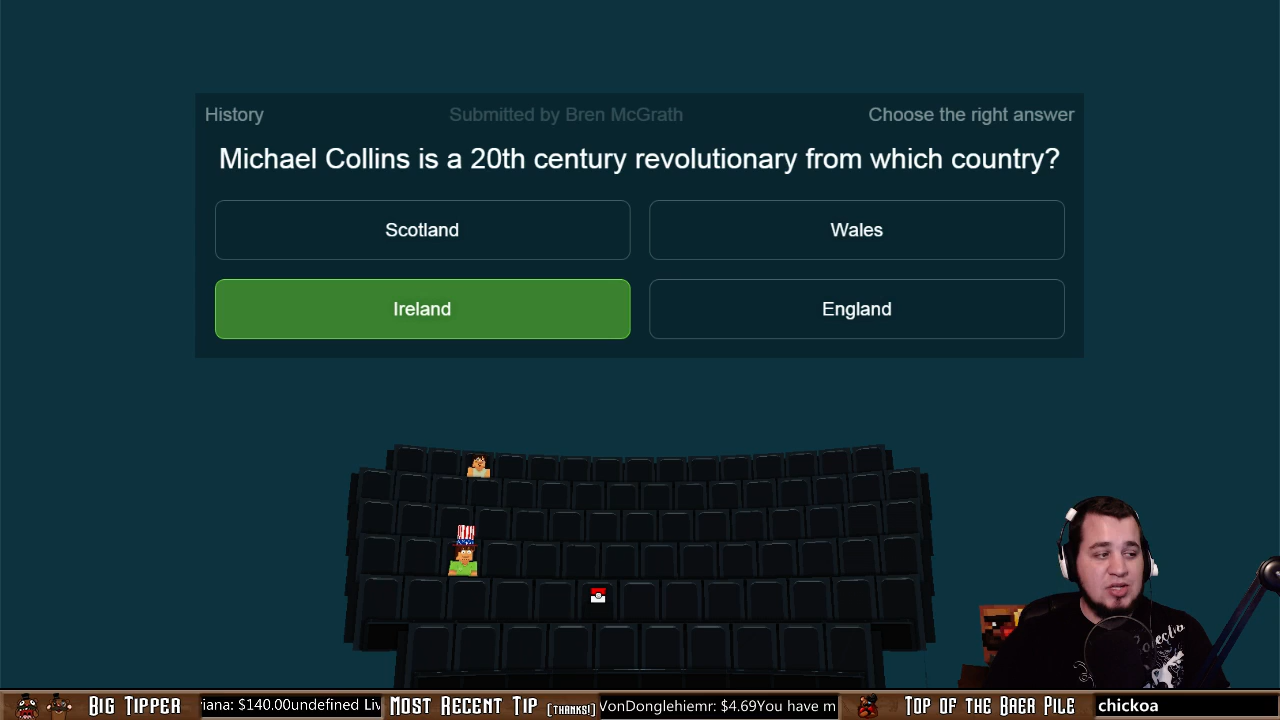 History
Submitted by Bren McGrath
Choose the right answer
Michael Collins is a 20th century revolutionary from which country?
Scotland
Wales
Ireland
England
Big Tipper
iana: $140.00undefined Liv
Most Recent Tip [Thanks!]
VonDonglehiemr: $4.69You have m
Top of the Baer Pile
chickoa